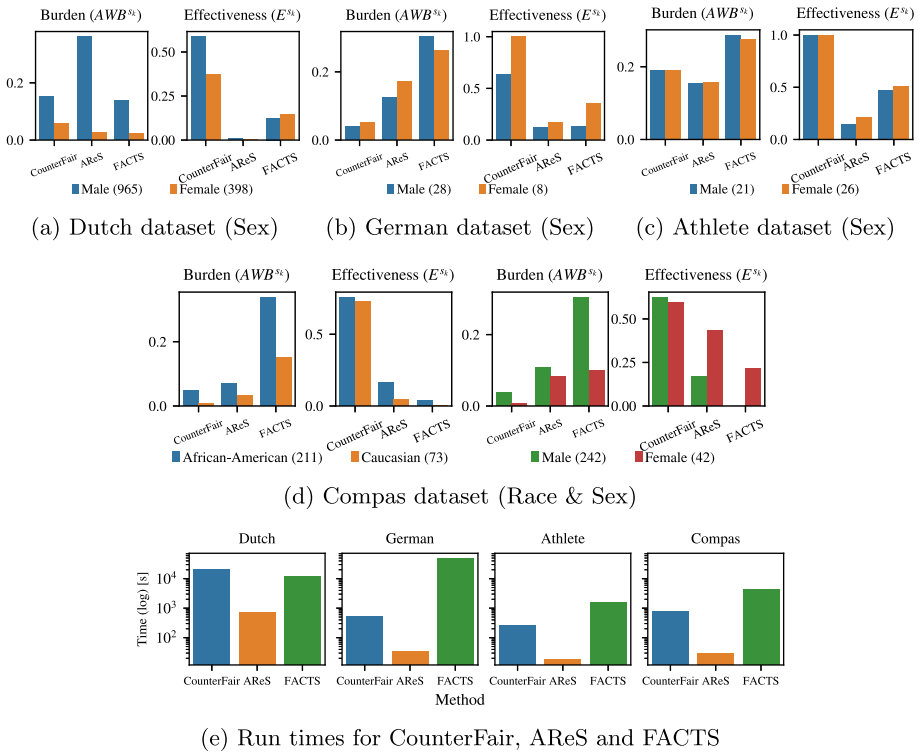 Burden (AWB^{s_k}) Effectiveness (E^{s_k}) Burden (AWB^{s_k}) Effectiveness (E^{s_k}) Burden (AWB^{s_k}) Effectiveness (E^{s_k})
0.2 0.0 0.50 0.25 0.00 0.2 0.0 1.0 0.5 0.0 0.2 0.0 1.0 0.5 0.0
CounterFair AReS FACTS CounterFair AReS FACTS CounterFair AReS FACTS CounterFair AReS FACTS CounterFair AReS FACTS CounterFair AReS FACTS
Male (965) Female (398) Male (28) Female (8) Male (21) Female (26)
(a) Dutch dataset (Sex) (b) German dataset (Sex) (c) Athlete dataset (Sex)
Burden (AWB^{s_k}) Effectiveness (E^{s_k}) Burden (AWB^{s_k}) Effectiveness (E^{s_k})
0.2 0.0 0.5 0.0 0.2 0.0 0.50 0.25 0.00
CounterFair AReS FACTS CounterFair AReS FACTS CounterFair AReS FACTS CounterFair AReS FACTS
African-American (211) Caucasian (73) Male (242) Female (42)
(d) Compas dataset (Race & Sex)
Dutch German Athlete Compas
Time (log) [s]
10^4
10^3
10^2
CounterFair AReS FACTS CounterFair AReS FACTS CounterFair AReS FACTS CounterFair AReS FACTS
Method
(e) Run times for CounterFair, AReS and FACTS